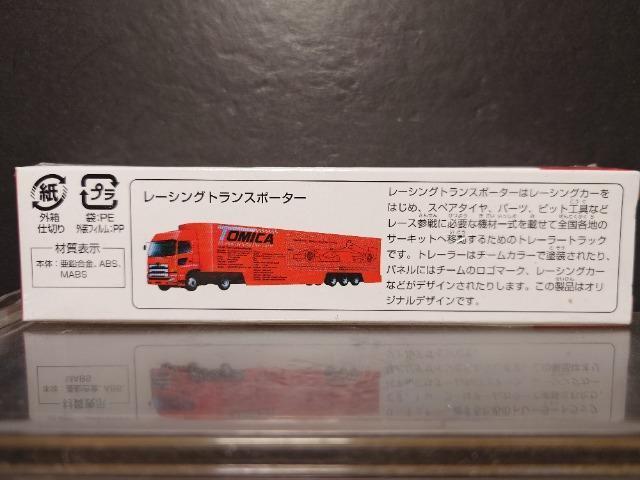 紙
外箱
仕切り
プラ
袋:PE
外装フィルム:PP
材質表示
本体:亜鉛合金、ABS、
MABS
レーシングトランスポーター
TOMICA
レーシングトランスポーターはレーシングカーを
はじめ、スペアタイヤ、パーツ、ピット工具など
レース参戦に必要な機材一式を載せて全国各地の
サーキットへ移動するためのトレーラートラック
です。トレーラーはチームカラーで塗装されたり、
パネルにはチームのロゴマーク、レーシングカー
などがデザインされたりします。この製品はオリ
ジナルデザインです。